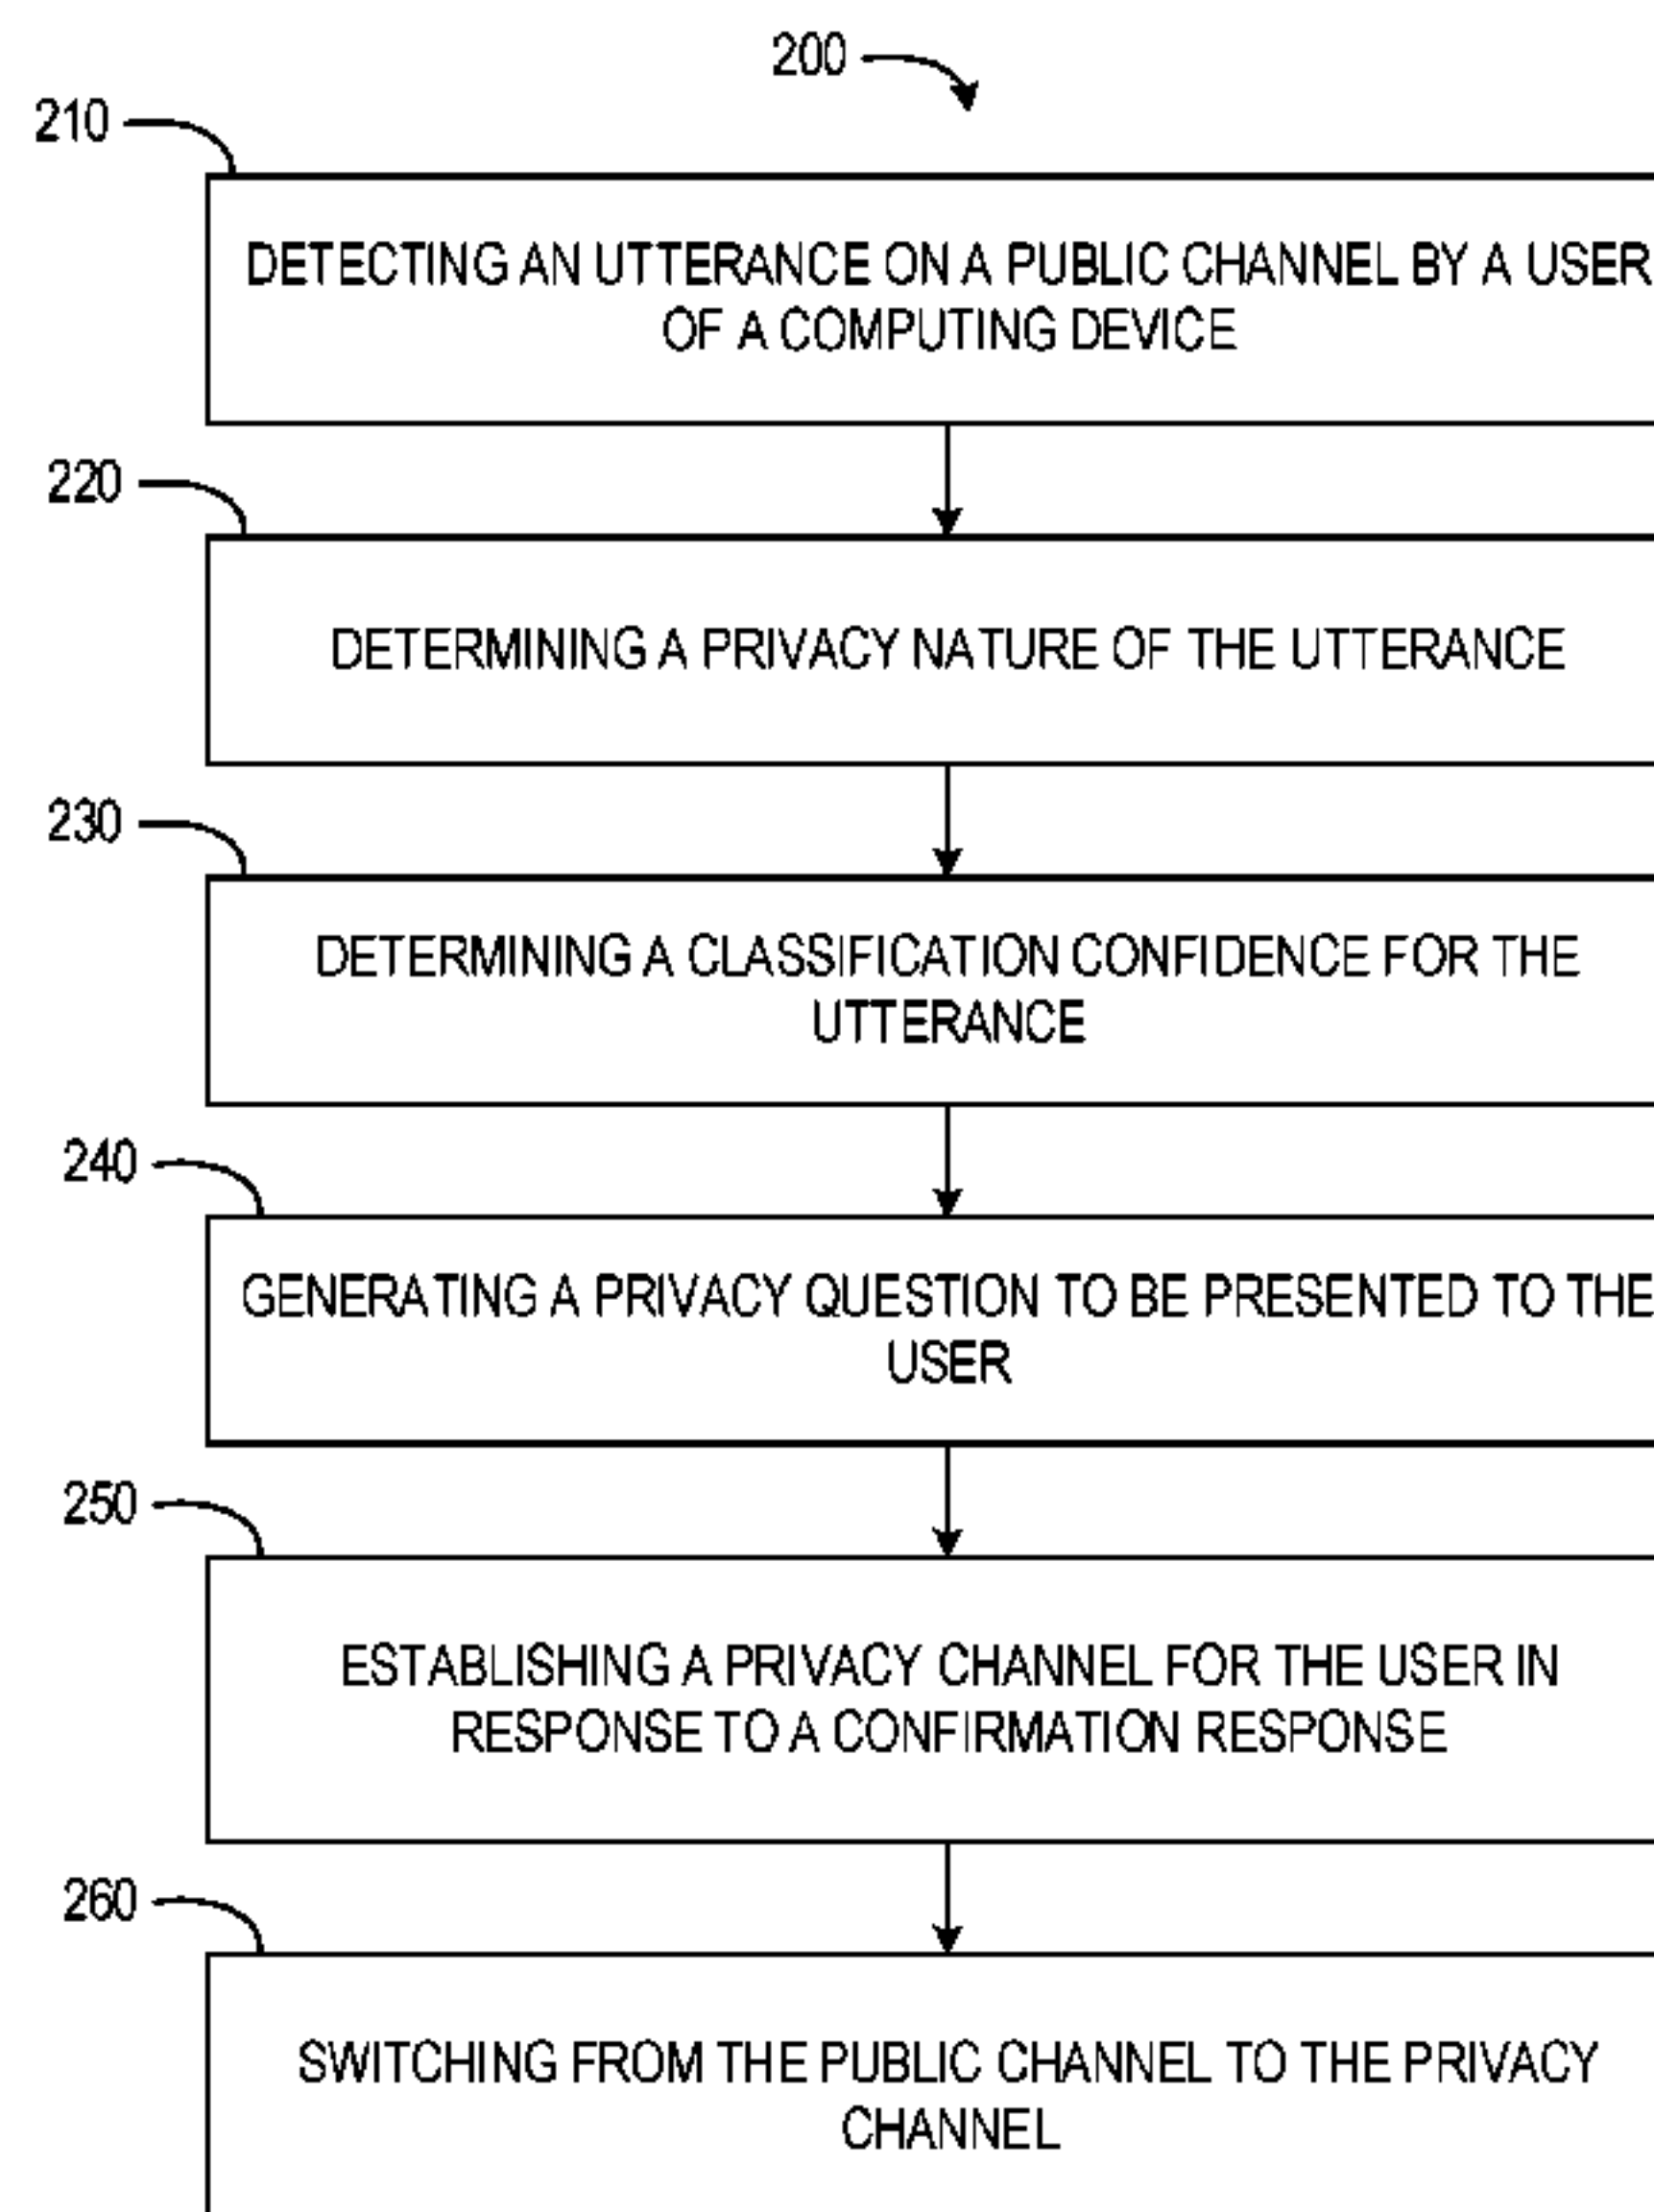 200
210
DETECTING AN UTTERANCE ON A PUBLIC CHANNEL BY A USER
OF A COMPUTING DEVICE
220
DETERMINING A PRIVACY NATURE OF THE UTTERANCE
230
DETERMINING A CLASSIFICATION CONFIDENCE FOR THE
UTTERANCE
240
GENERATING A PRIVACY QUESTION TO BE PRESENTED TO THE
USER
250
ESTABLISHING A PRIVACY CHANNEL FOR THE USER IN
RESPONSE TO A CONFIRMATION RESPONSE
260
SWITCHING FROM THE PUBLIC CHANNEL TO THE PRIVACY
CHANNEL